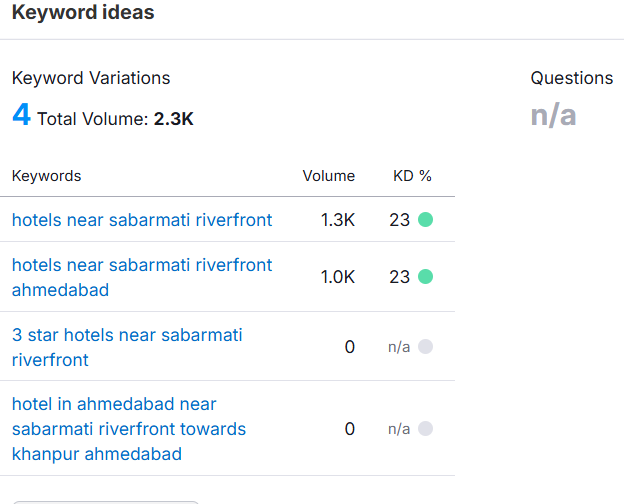 Keyword ideas
Keyword Variations
Questions
4 Total Volume: 2.3K
n/a
Keywords Volume KD %
hotels near sabarmati riverfront 1.3K 23
hotels near sabarmati riverfront
ahmedabad
1.0K 23
3 star hotels near sabarmati
riverfront
0 n/a
hotel in ahmedabad near
sabarmati riverfront towards
khanpur ahmedabad
0 n/a